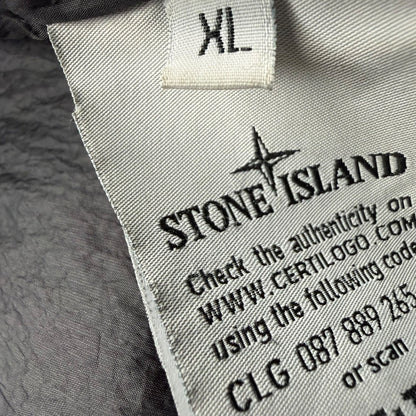 XL
STONE ISLAND
Check the authenticity on
WWW.CERTILOGO.COM
using the following code
CLG 087 889 265
or scan